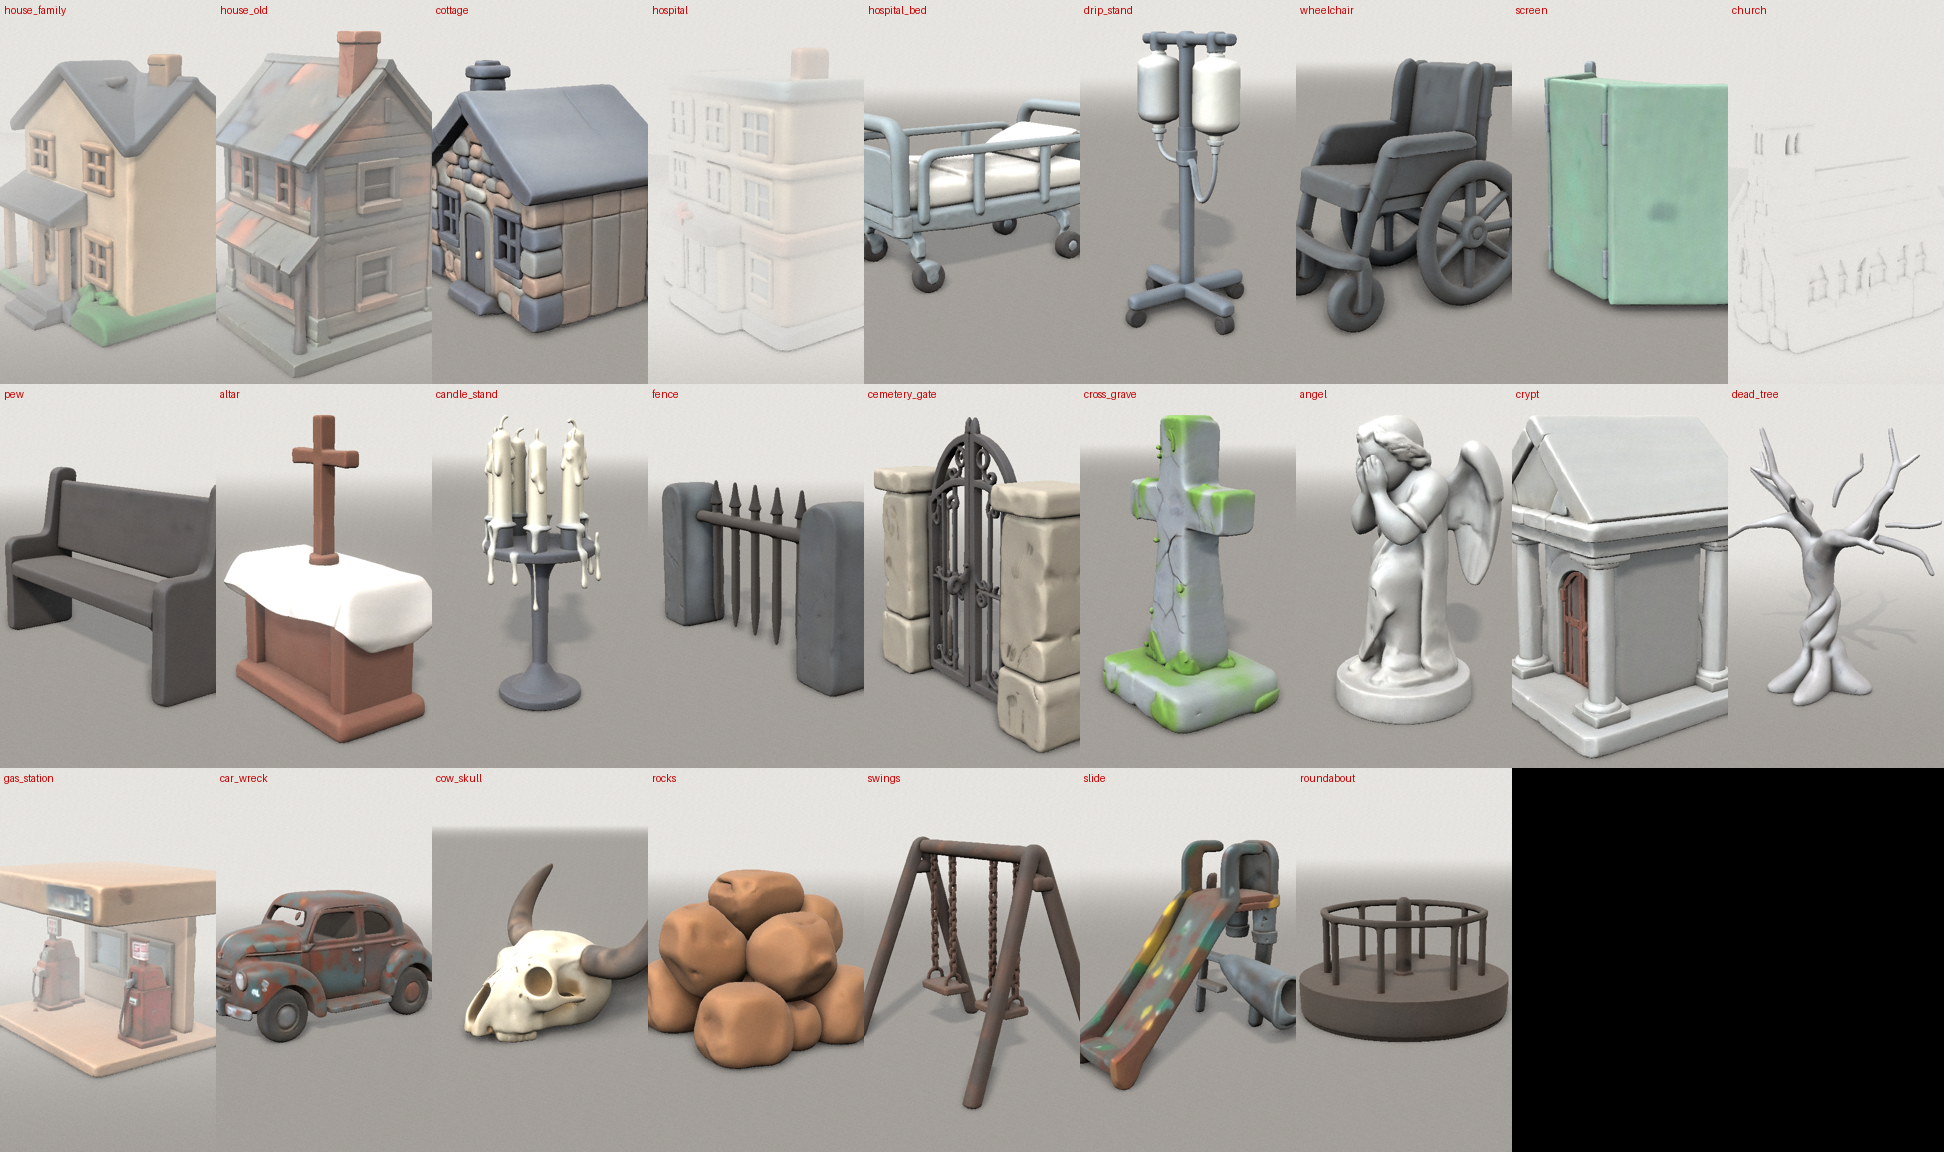 house_family
house_old
cottage
hospital
hospital_bed
drip_stand
wheelchair
screen
church
pew
altar
candle_stand
fence
cemetery_gate
cross_grave
angel
crypt
dead_tree
gas_station
car_wreck
cow_skull
rocks
swings
slide
roundabout